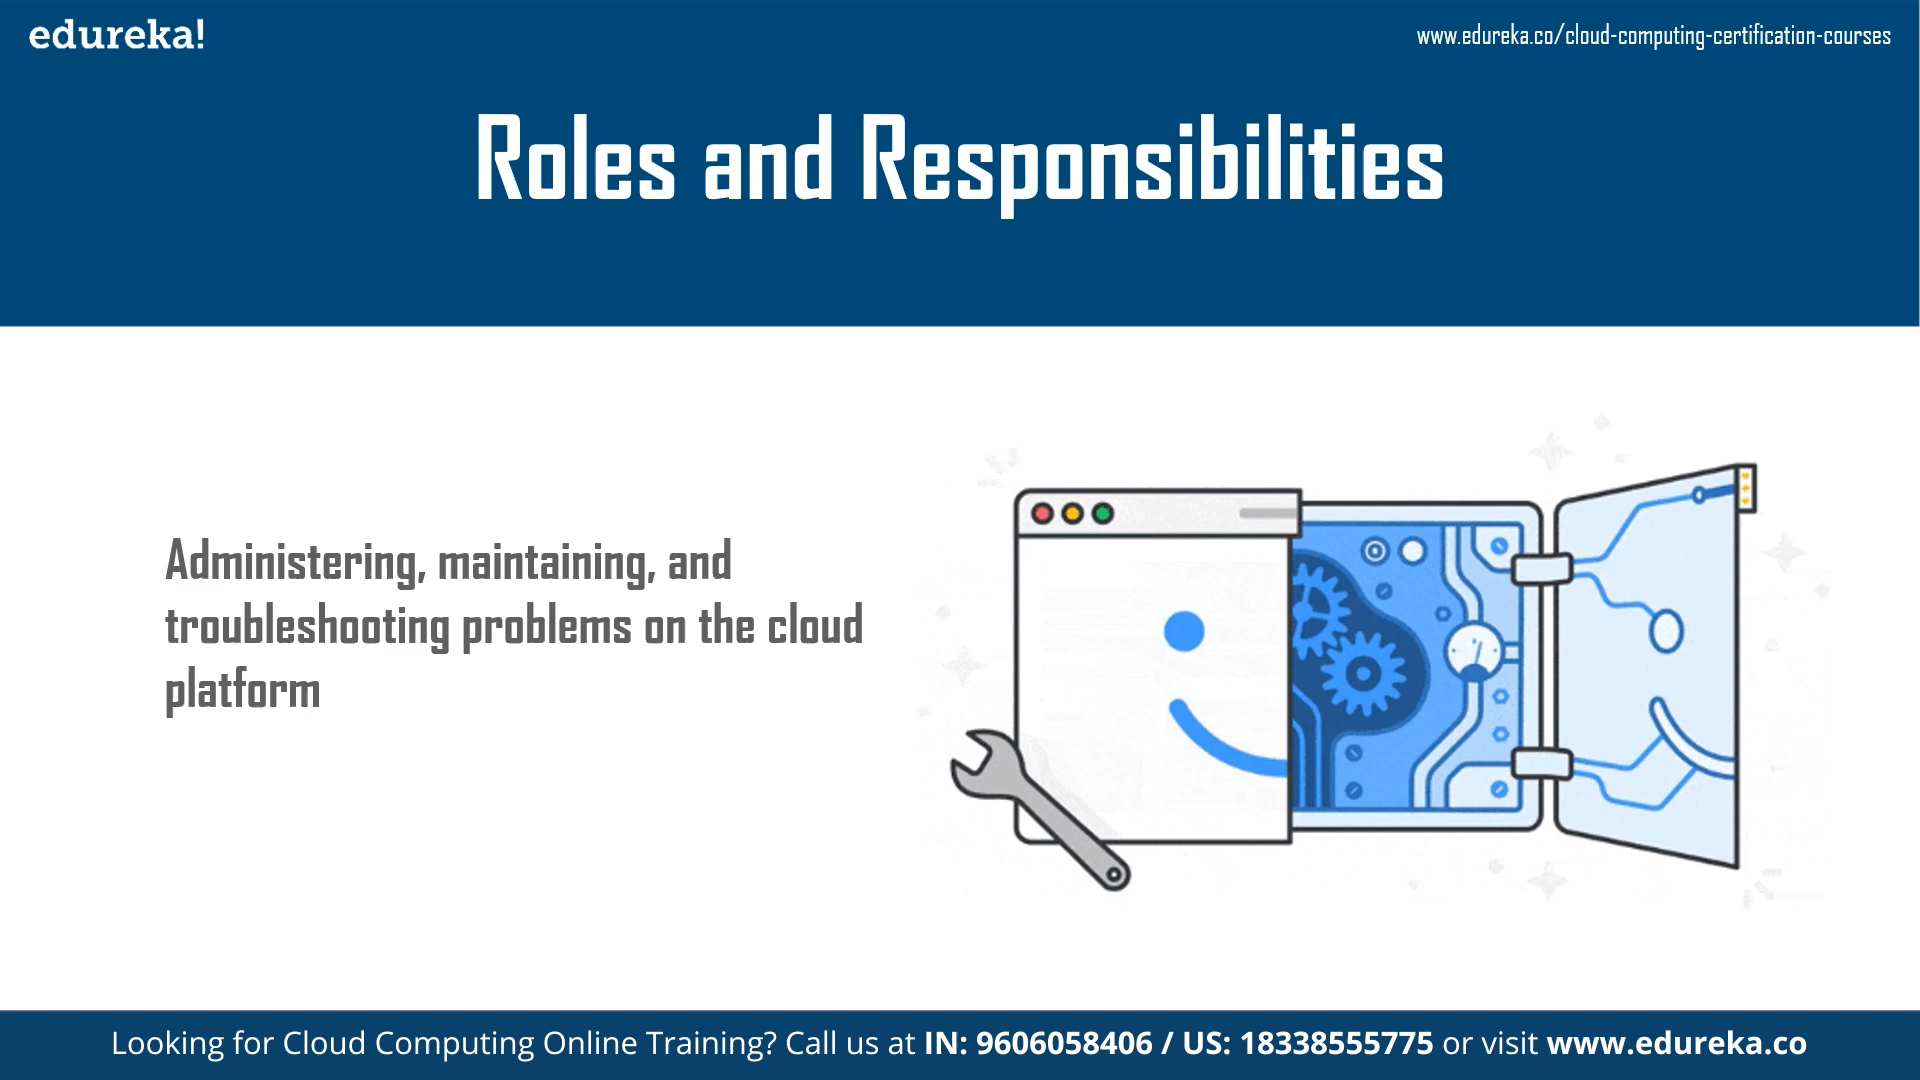 edureka!
www.edureka.co/cloud-computing-certification-courses
Roles and Responsibilities
Administering, maintaining, and
troubleshooting problems on the cloud
platform
Looking for Cloud Computing Online Training? Call us at IN: 9606058406 / US: 18338555775 or visit www.edureka.co